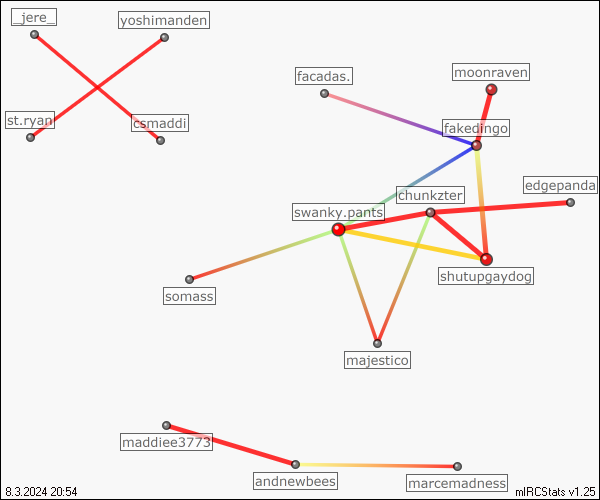 _jere_
yoshimanden
st.ryan
csmaddi
facadas.
moonraven
fakedingo
chunkzter
edgepanda
swanky.pants
shutupgaydog
somass
majestico
maddiee3773
andnewbees
marcemadness
8.3.2024 20:54
mIRCStats v1.25